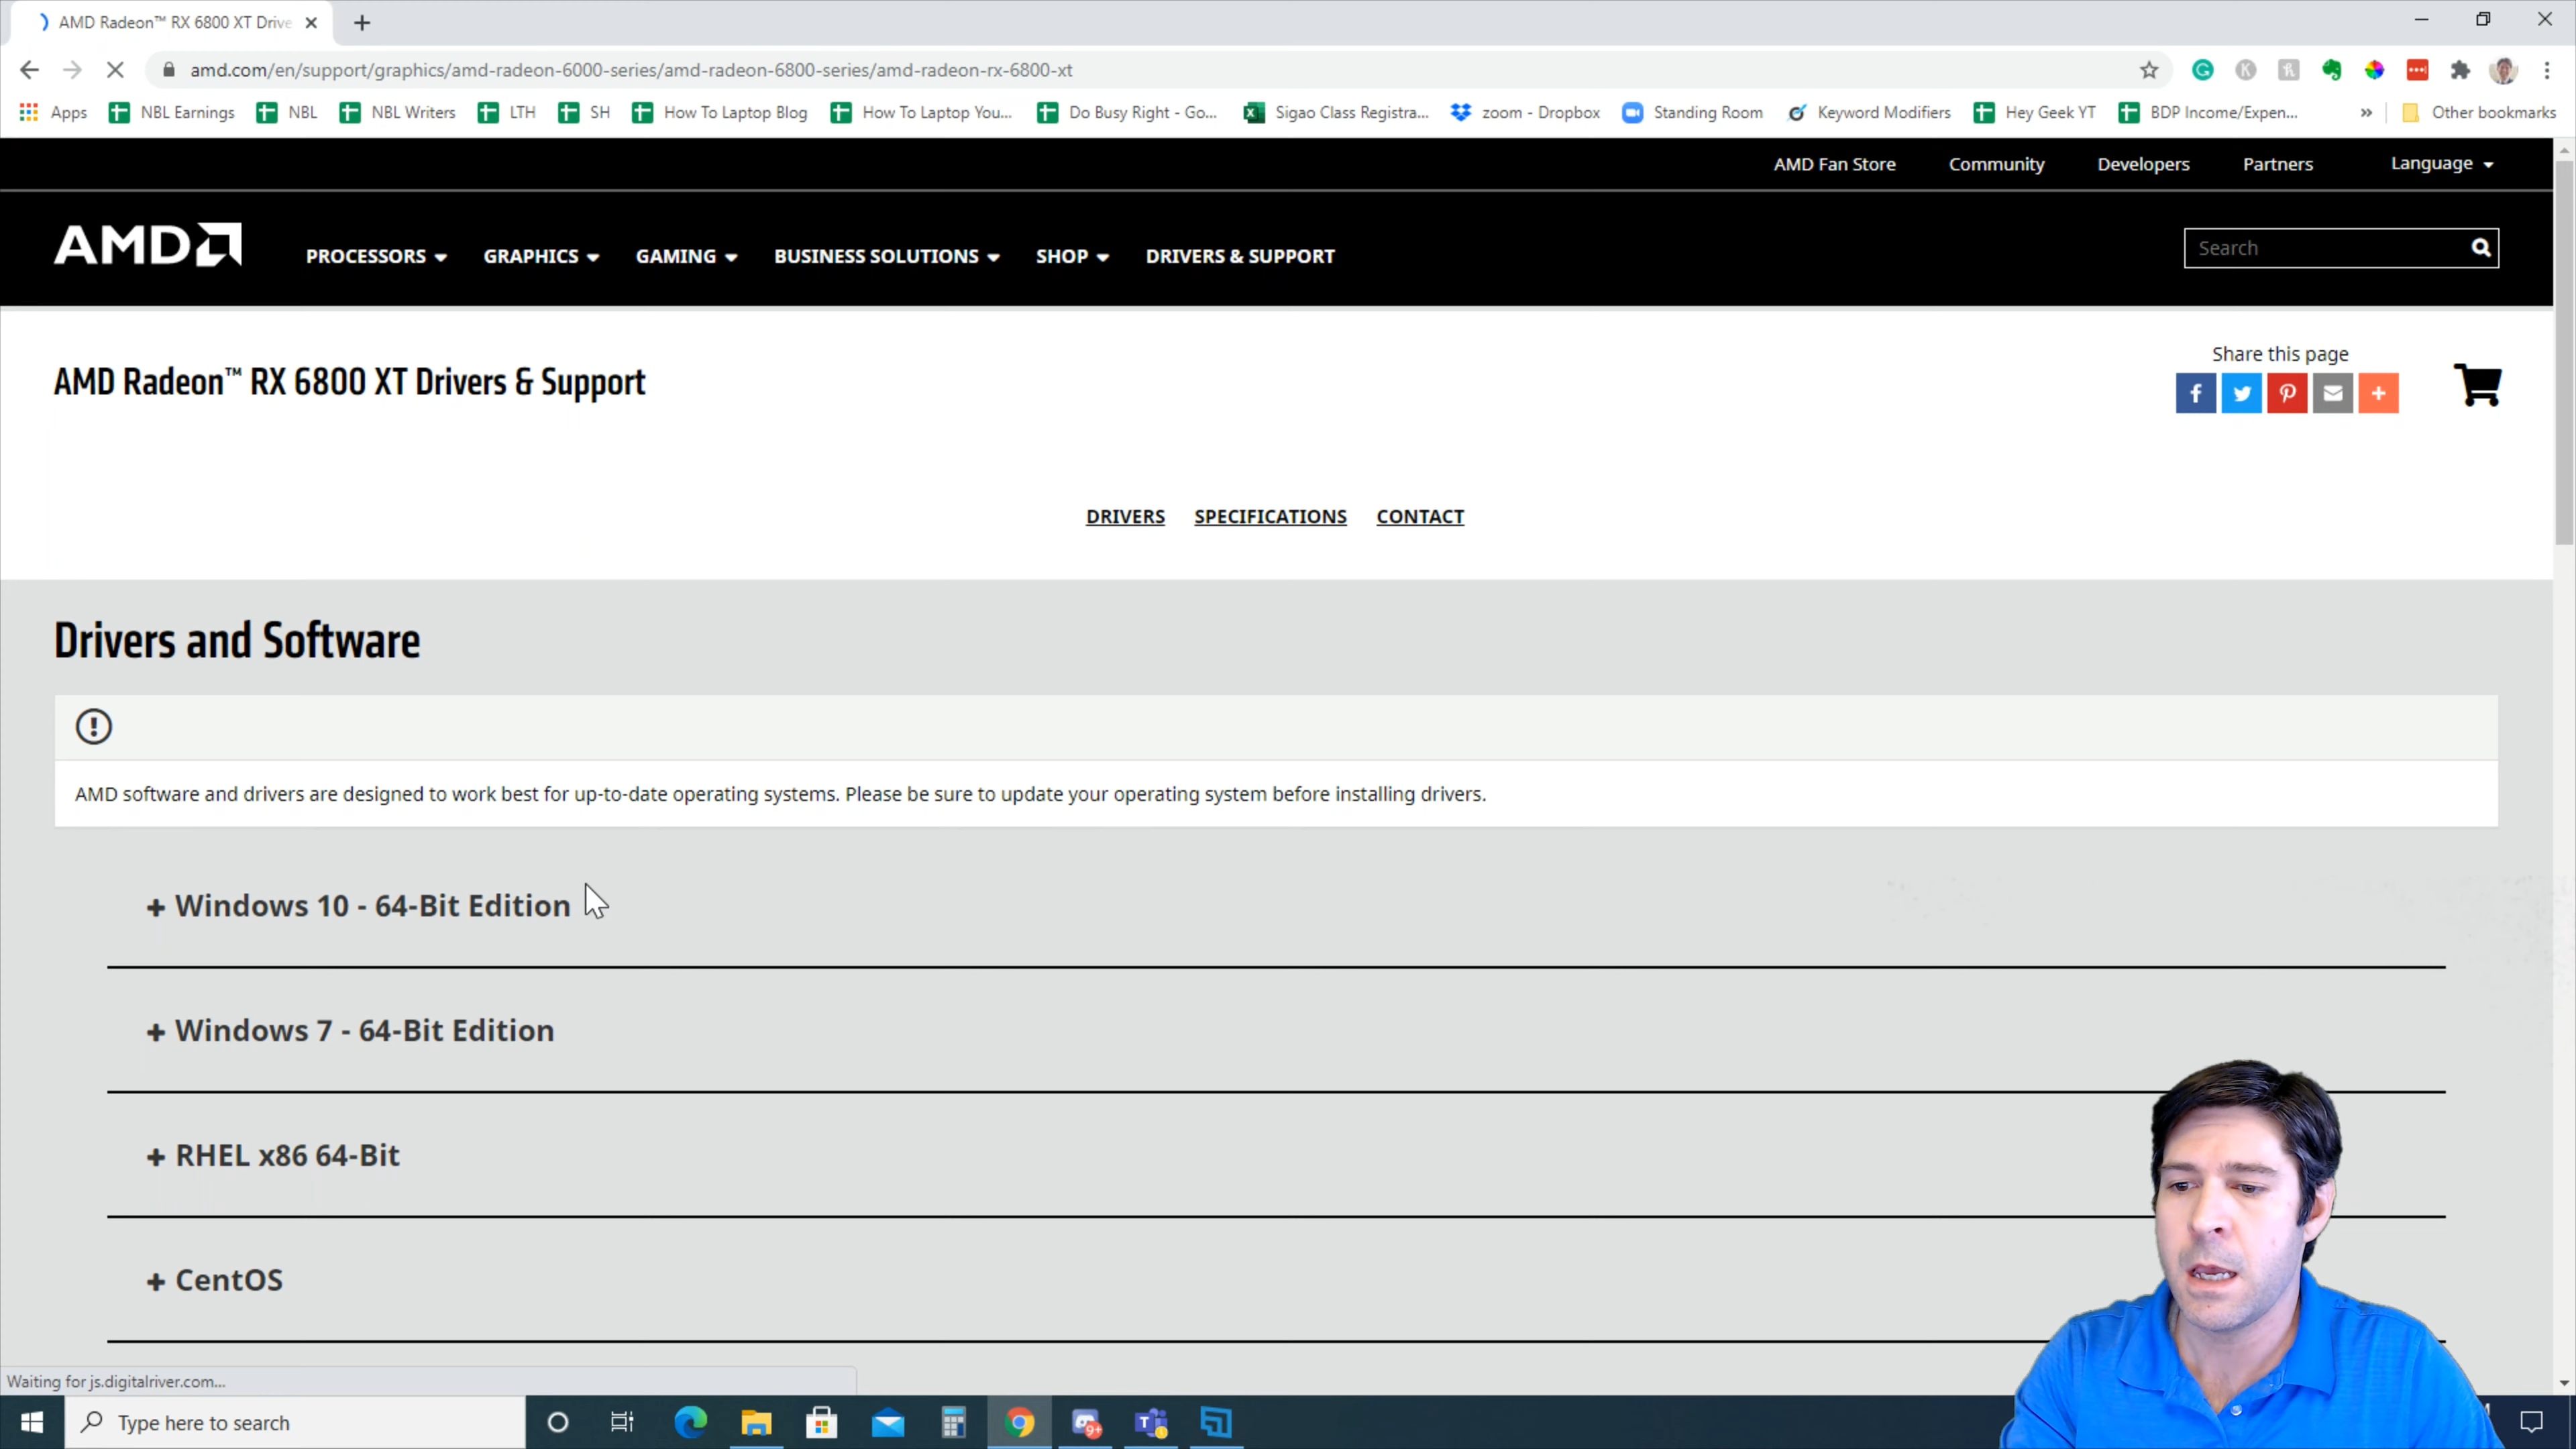 AMD Radeon™ RX 6800 XT Drive
amd.com/en/support/graphics/amd-radeon-6000-series/amd-radeon-6800-series/amd-radeon-rx-6800-xt
Apps NBL Earnings NBL NBL Writers LTH SH How To Laptop Blog How To Laptop You... Do Busy Right - Go... Sigao Class Registra... zoom - Dropbox Standing Room Keyword Modifiers Hey Geek YT BDP Income/Expen... » Other bookmarks
AMD Fan Store Community Developers Partners Language
AMD PROCESSORS GRAPHICS GAMING BUSINESS SOLUTIONS SHOP DRIVERS & SUPPORT Search
Share this page
AMD Radeon™ RX 6800 XT Drivers & Support
DRIVERS SPECIFICATIONS CONTACT
Drivers and Software
AMD software and drivers are designed to work best for up-to-date operating systems. Please be sure to update your operating system before installing drivers.
+ Windows 10 - 64-Bit Edition
+ Windows 7 - 64-Bit Edition
+ RHEL x86 64-Bit
+ CentOS
Waiting for js.digitalriver.com...
Type here to search